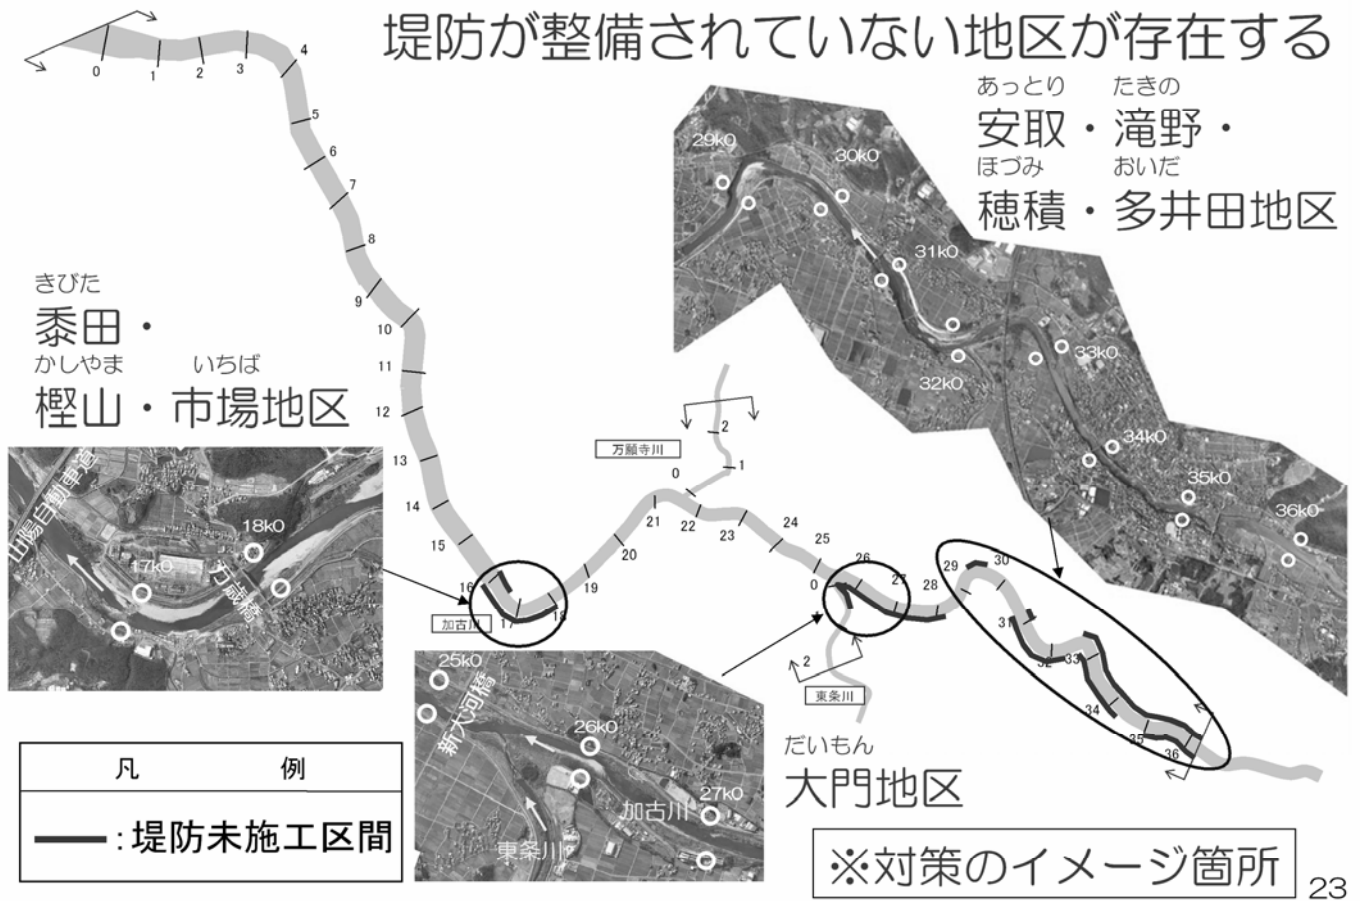 堤防が整備されていない地区が存在する
あっとり たきの
安取・滝野・
ほづみ おいだ
穂積・多井田地区
きびた
黍田・
かしやま いちば
樫山・市場地区
0
1
2
3
4
5
6
7
8
9
10
11
12
13
14
15
16
17
18
19
20
21
22
23
24
25
26
27
28
29
30
31
32
33
34
35
36
加古川
万願寺川
0
1
2
東条川
0
2
29k0
30k0
31k0
32k0
33k0
34k0
35k0
36k0
山陽自動車道
17k0
18k0
万歳橋
25k0
新大河橋
26k0
27k0
加古川
東条川
だいもん
大門地区
凡 例
:堤防未施工区間
※対策のイメージ箇所
23